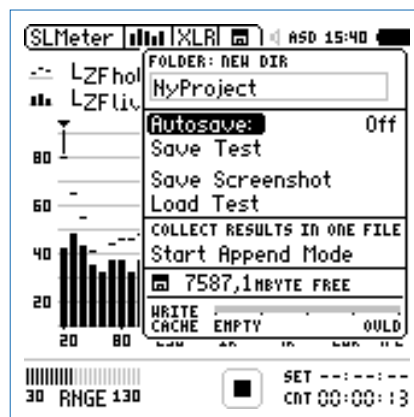 SLMeter XLR ASD 15:40
FOLDER: NEW DIR
LZFhol
MyProject
LZFliv
Autosave: Off
Save Test
80
Save Screenshot
60
Load Test
COLLECT RESULTS IN ONE FILE
40
Start Append Mode
7587,1 MBYTE FREE
20
WRITE
CACHE EMPTY OVLD
20 80
SET --:--:--
30 RNGE 130 CNT 00:00:13